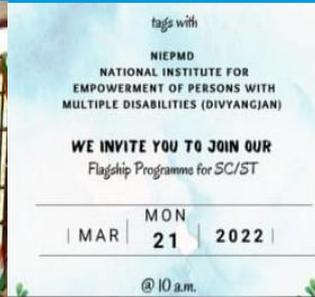 tags with
NIEPMD
NATIONAL INSTITUTE FOR
EMPOWERMENT OF PERSONS WITH
MULTIPLE DISABILITIES (DIVYANGJAN)
WE INVITE YOU TO JOIN OUR
Flagship Programme for SC/ST
MON
| MAR | 21 | 2022 |
@ 10 a.m.